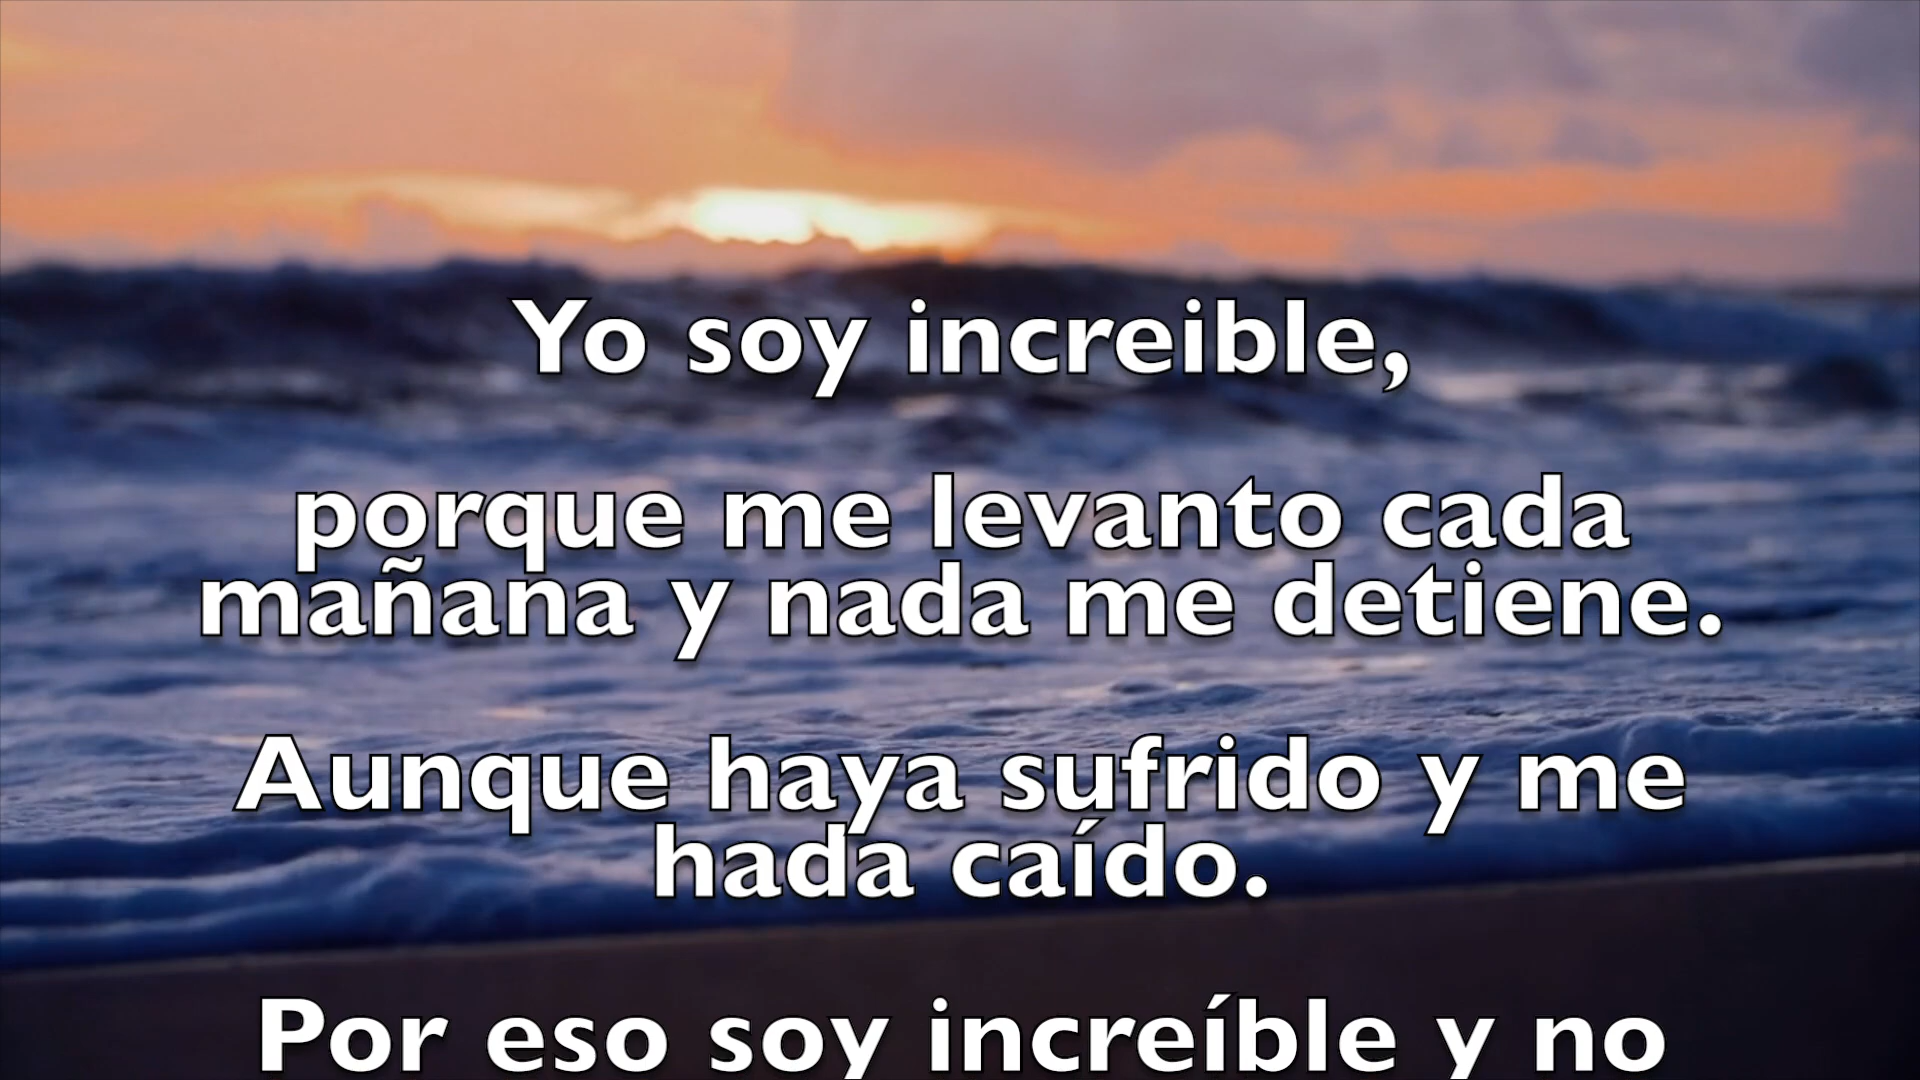 Yo soy increible,
porque me levanto cada
mañana y nada me detiene.
Aunque haya sufrido y me
hada caído.
Por eso soy increíble y no